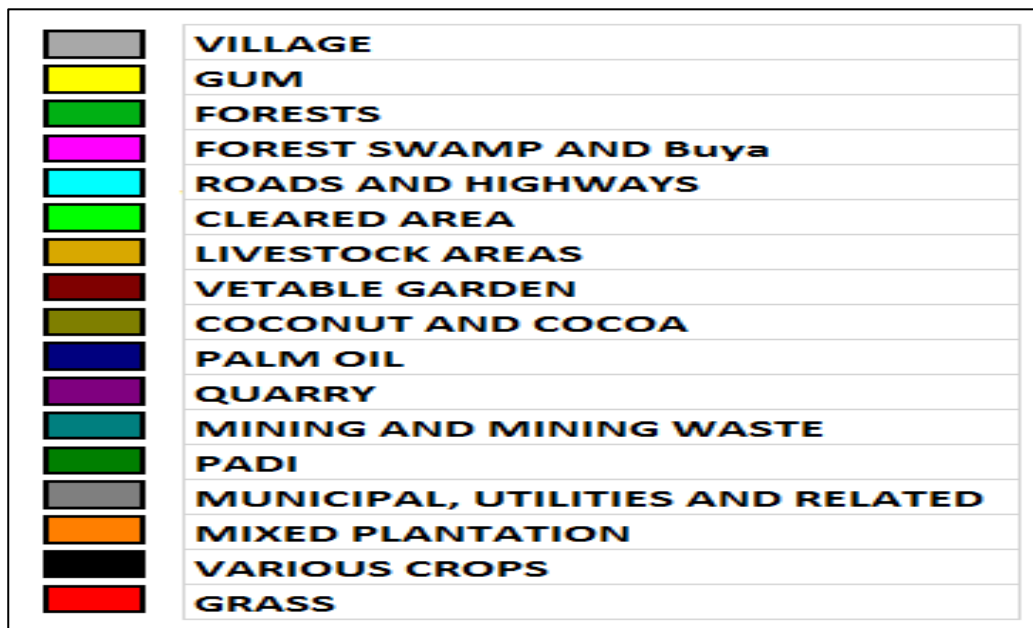 VILLAGE
GUM
FORESTS
FOREST SWAMP AND Buya
ROADS AND HIGHWAYS
CLEARED AREA
LIVESTOCK AREAS
VETABLE GARDEN
COCONUT AND COCOA
PALM OIL
QUARRY
MINING AND MINING WASTE
PADI
MUNICIPAL, UTILITIES AND RELATED
MIXED PLANTATION
VARIOUS CROPS
GRASS